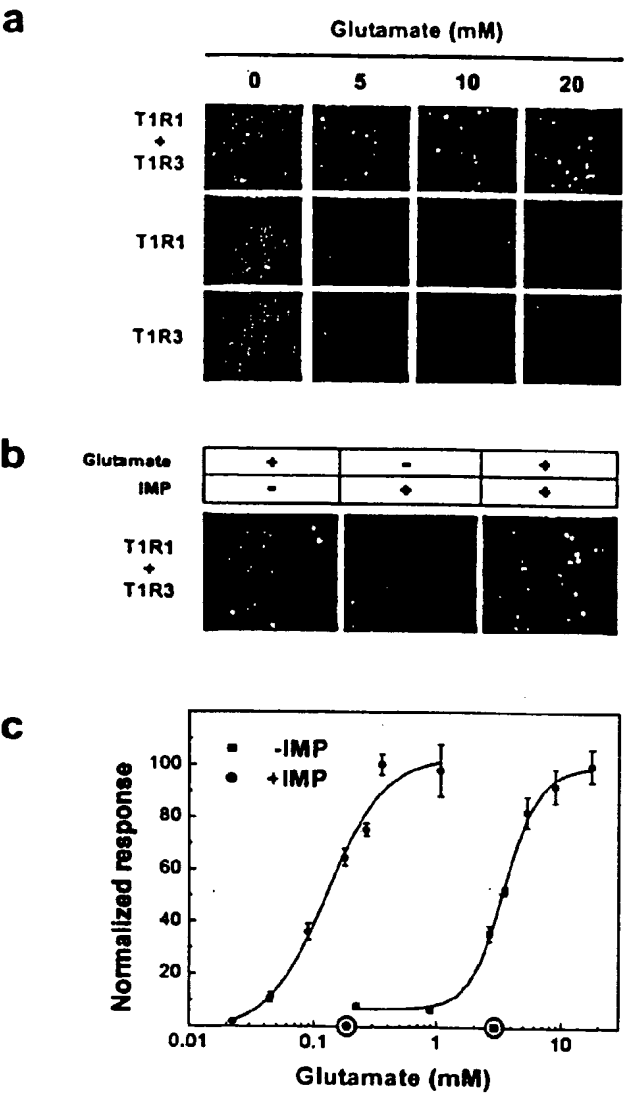 a
Glutamate (mM)
0 5 10 20
T1R1
+
T1R3
T1R1
T1R3
b
Glutamate + - +
IMP - + +
T1R1
+
T1R3
c
-IMP
+IMP
100
80
60
40
20
Normalized response
0.01 0.1 1 10
Glutamate (mM)